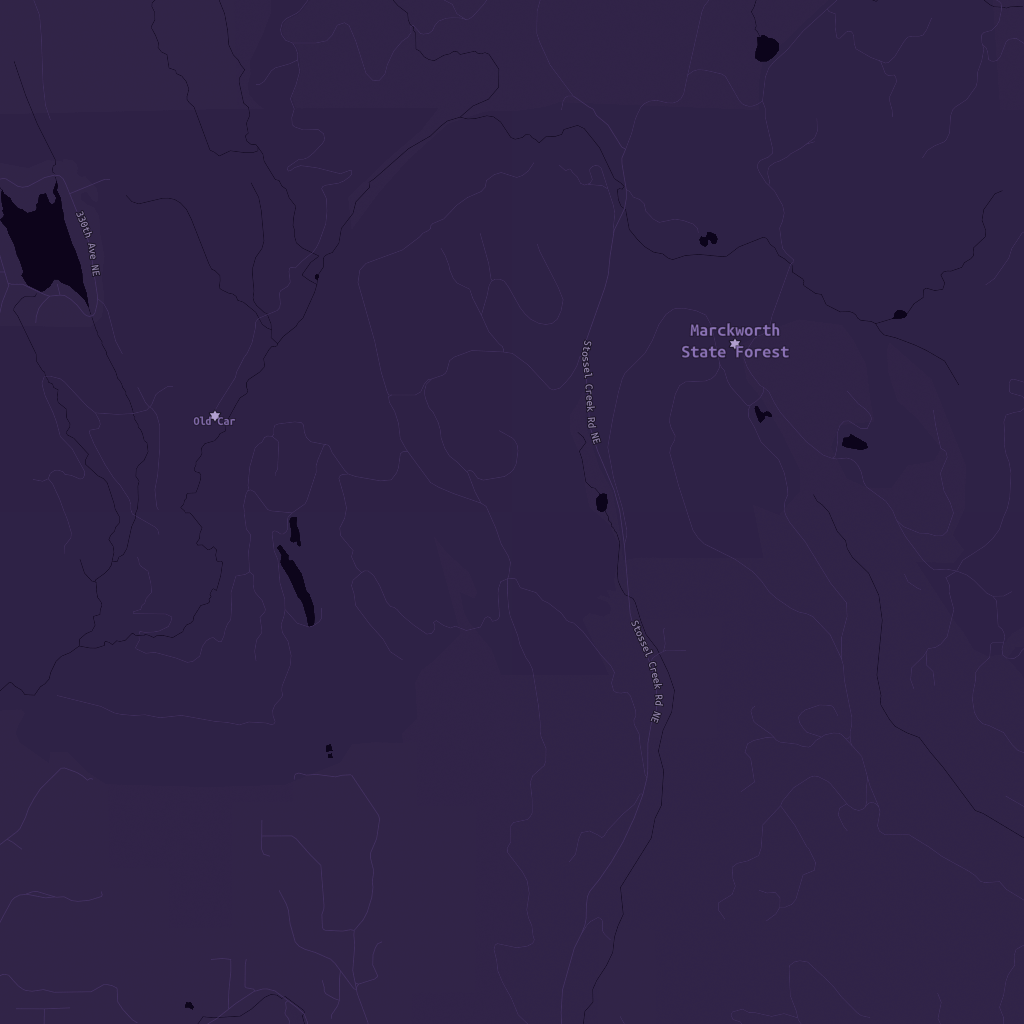 330th Ave NE
Marckworth
State Forest
Stossel Creek Rd NE
Old Car
Stossel Creek Rd NE